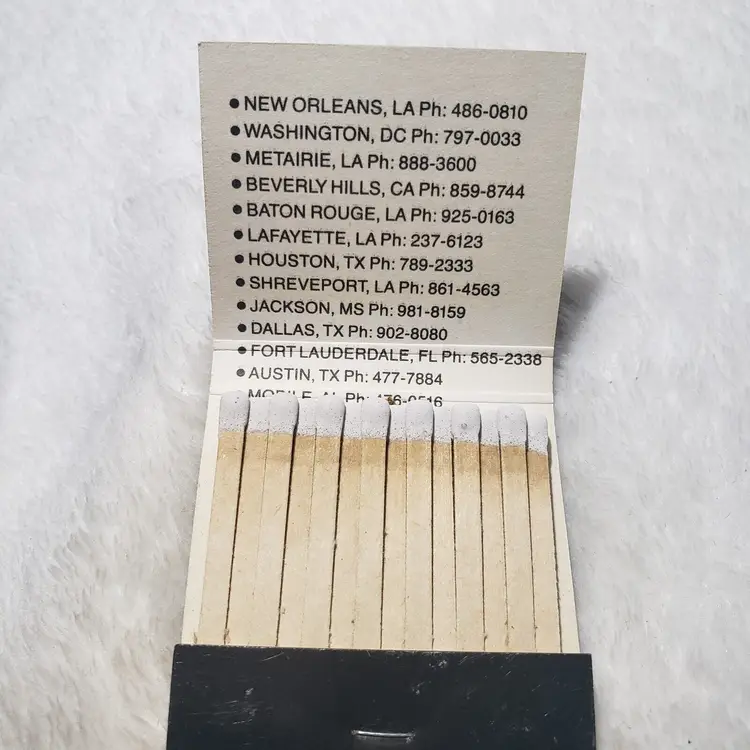 ● NEW ORLEANS, LA Ph: 486-0810
● WASHINGTON, DC Ph: 797-0033
● METAIRIE, LA Ph: 888-3600
● BEVERLY HILLS, CA Ph: 859-8744
● BATON ROUGE, LA Ph: 925-0163
● LAFAYETTE, LA Ph: 237-6123
● HOUSTON, TX Ph: 789-2333
● SHREVEPORT, LA Ph: 861-4563
● JACKSON, MS Ph: 981-8159
● DALLAS, TX Ph: 902-8080
● FORT LAUDERDALE, FL Ph: 565-2338
● AUSTIN, TX Ph: 477-7884
MOBILE, AL Ph: